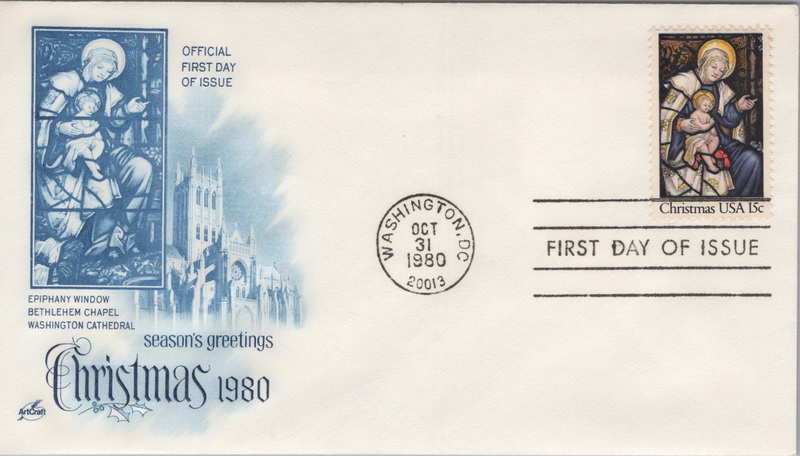 OFFICIAL
FIRST DAY
OF ISSUE
EPIPHANY WINDOW
BETHLEHEM CHAPEL
WASHINGTON CATHEDRAL
season's greetings
Christmas 1980
ArtCraft
WASHINGTON, DC
OCT
31
1980
20013
Christmas USA 15c
FIRST DAY OF ISSUE